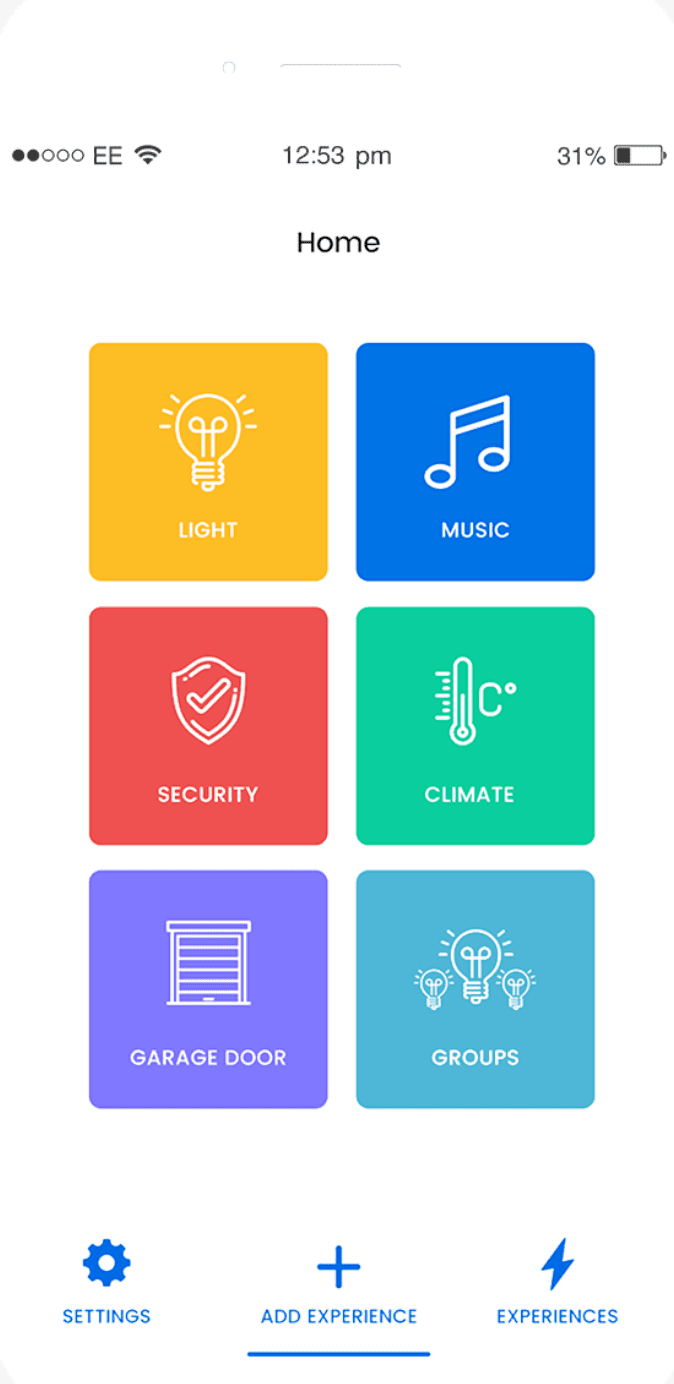 EE 12:53 pm 31%
Home
LIGHT MUSIC
C°
SECURITY CLIMATE
GARAGE DOOR GROUPS
SETTINGS ADD EXPERIENCE EXPERIENCES